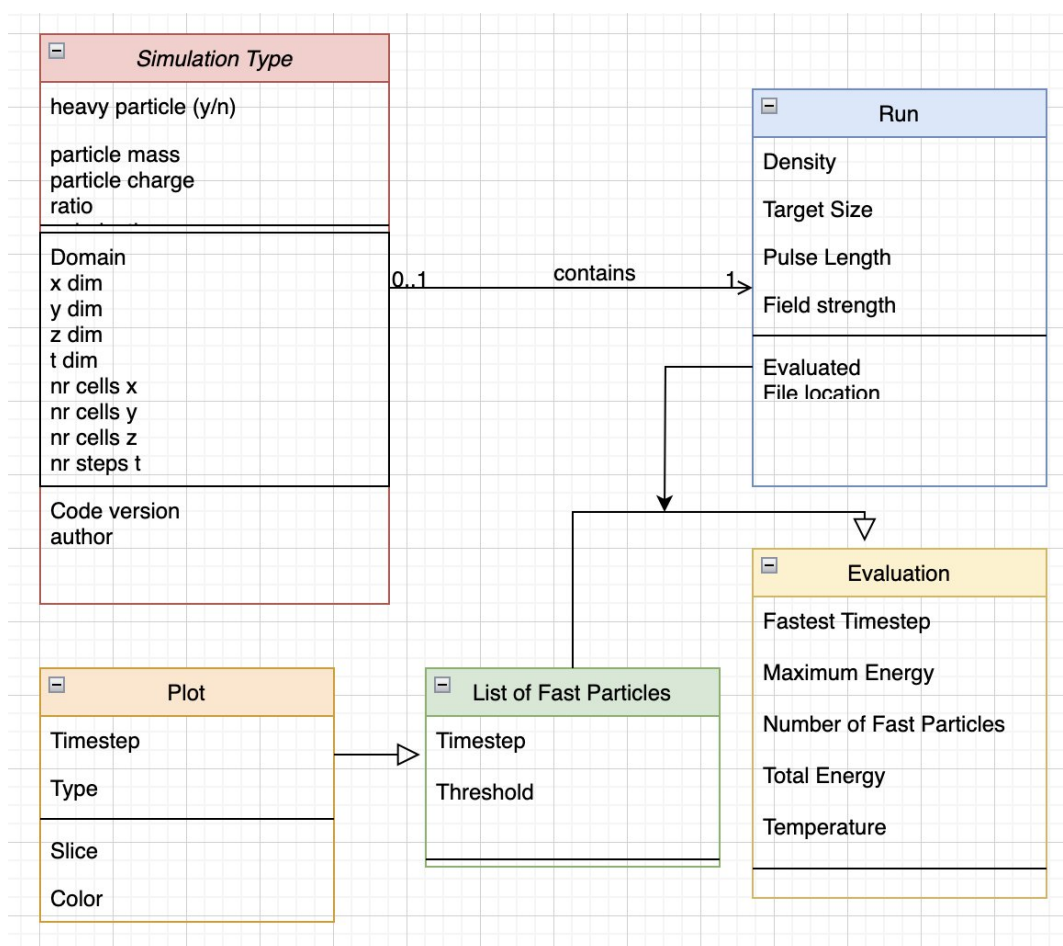 Simulation Type
heavy particle (y/n)
particle mass
particle charge
ratio
Domain
x dim
y dim
z dim
t dim
nr cells x
nr cells y
nr cells z
nr steps t
Code version
author
0..1
contains
1
Run
Density
Target Size
Pulse Length
Field strength
Evaluated
File location
Evaluation
Fastest Timestep
Maximum Energy
Number of Fast Particles
Total Energy
Temperature
Plot
Timestep
Type
Slice
Color
List of Fast Particles
Timestep
Threshold